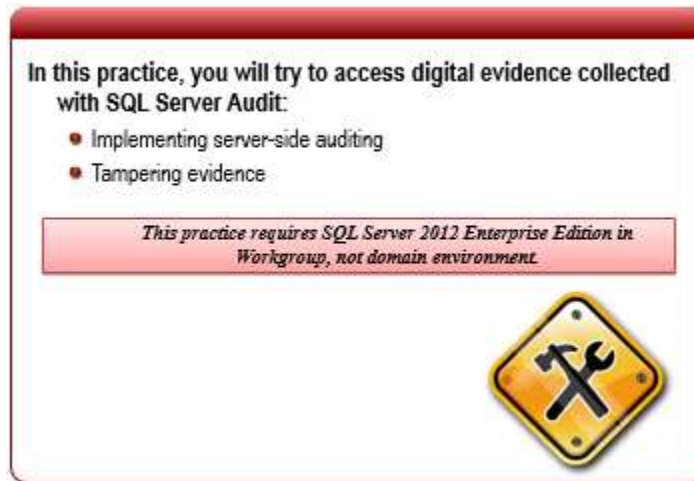 In this practice, you will try to access digital evidence collected
with SQL Server Audit:
Implementing server-side auditing
Tampering evidence
This practice requires SQL Server 2012 Enterprise Edition in
Workgroup, not domain environment.